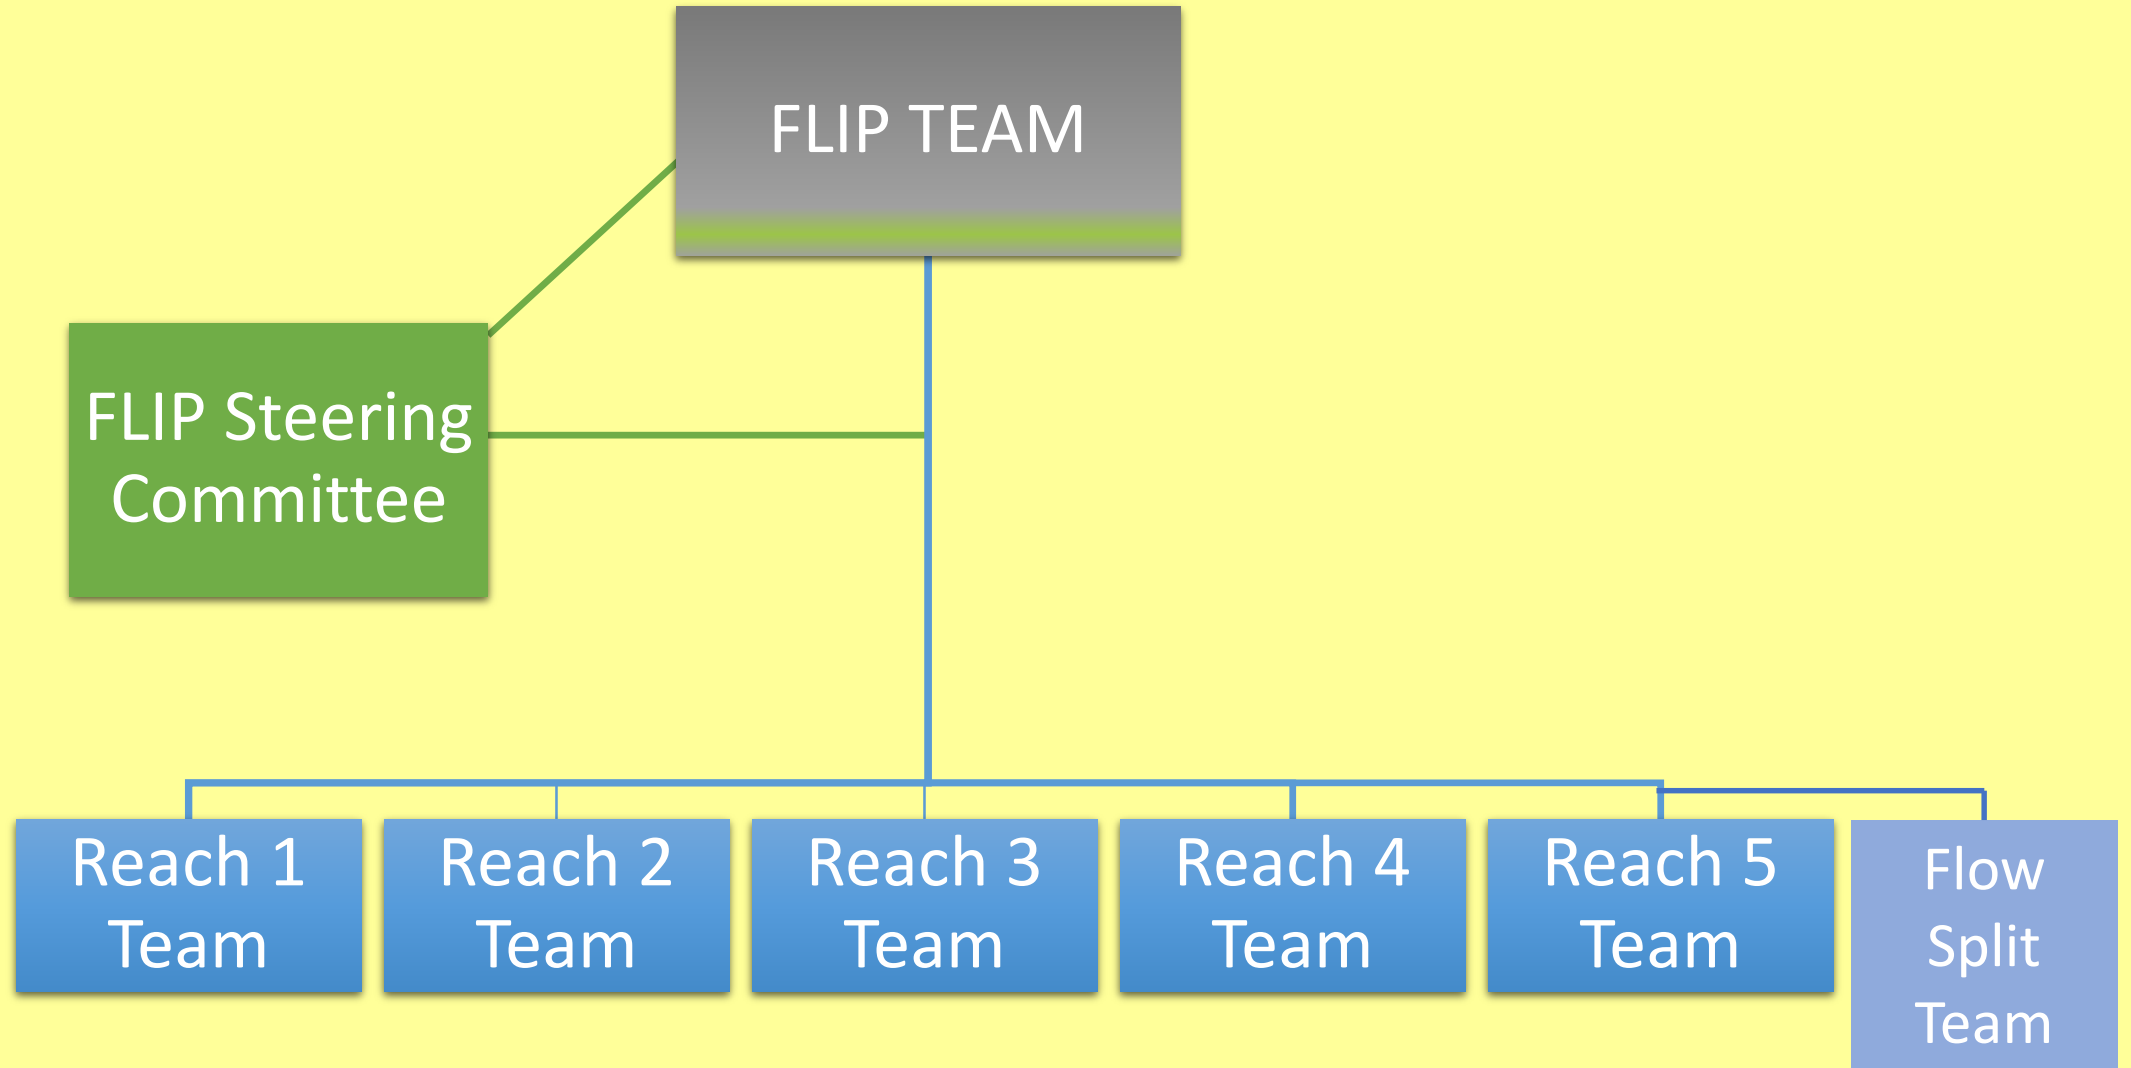 FLIP TEAM
FLIP Steering
Committee
Reach 1
Team
Reach 2
Team
Reach 3
Team
Reach 4
Team
Reach 5
Team
Flow
Split
Team